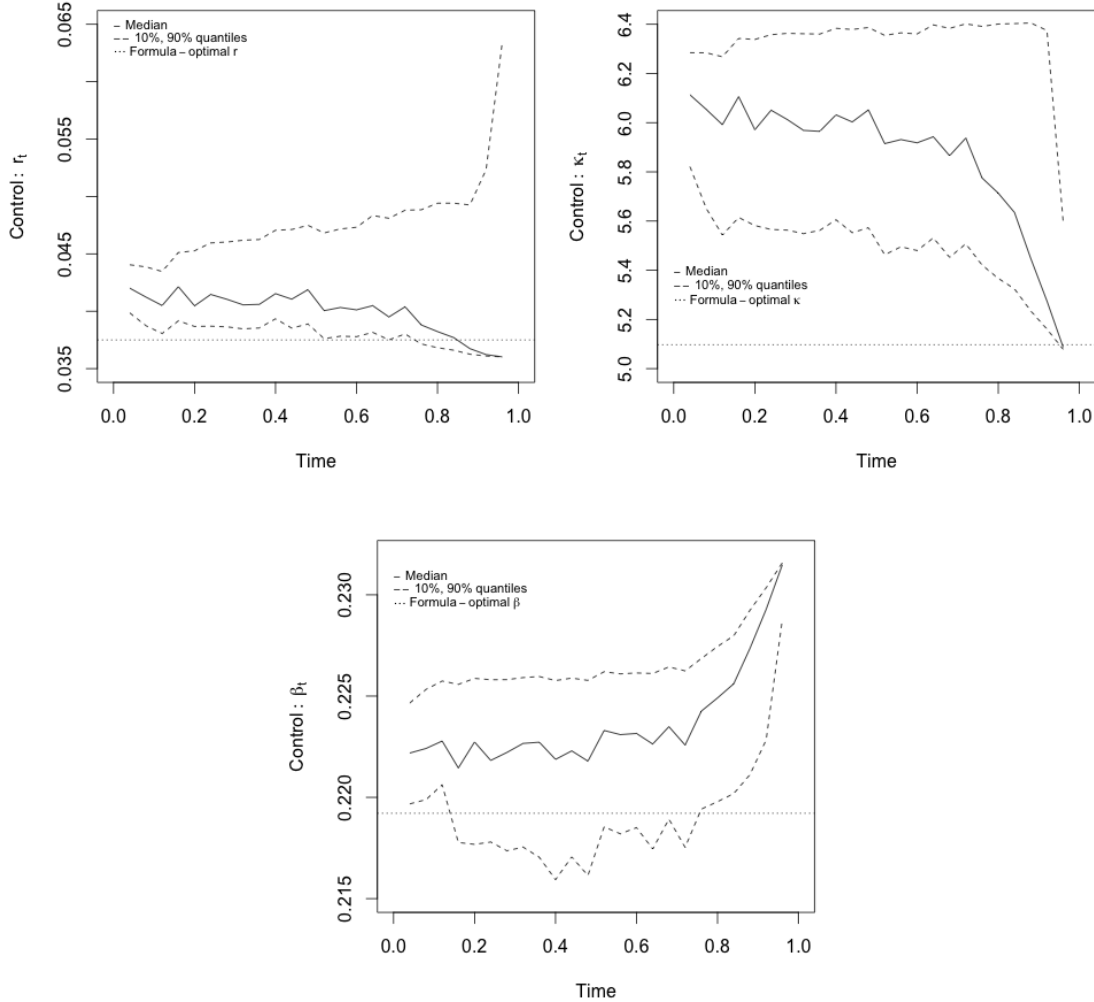 – Median
– – 10%, 90% quantiles
···· Formula – optimal r
0.065
0.055
0.045
0.035
Control : rt
0.0 0.2 0.4 0.6 0.8 1.0
Time
6.4
6.2
6.0
5.8
5.6
5.4
5.2
5.0
Control : κt
– Median
– – 10%, 90% quantiles
···· Formula – optimal κ
0.0 0.2 0.4 0.6 0.8 1.0
Time
– Median
– – 10%, 90% quantiles
···· Formula – optimal β
0.230
0.225
0.220
0.215
Control : βt
0.0 0.2 0.4 0.6 0.8 1.0
Time